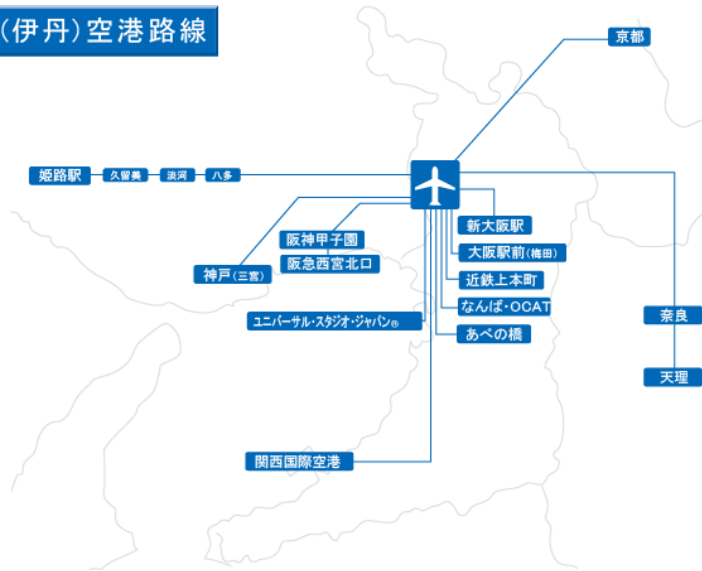 (伊丹)空港路線
京都
姫路駅
久留美
淡河
八多
新大阪駅
阪神甲子園
大阪駅前(梅田)
阪急西宮北口
神戸(三宮)
近鉄上本町
なんば・OCAT
ユニバーサル・スタジオ・ジャパン®
奈良
あべの橋
天理
関西国際空港